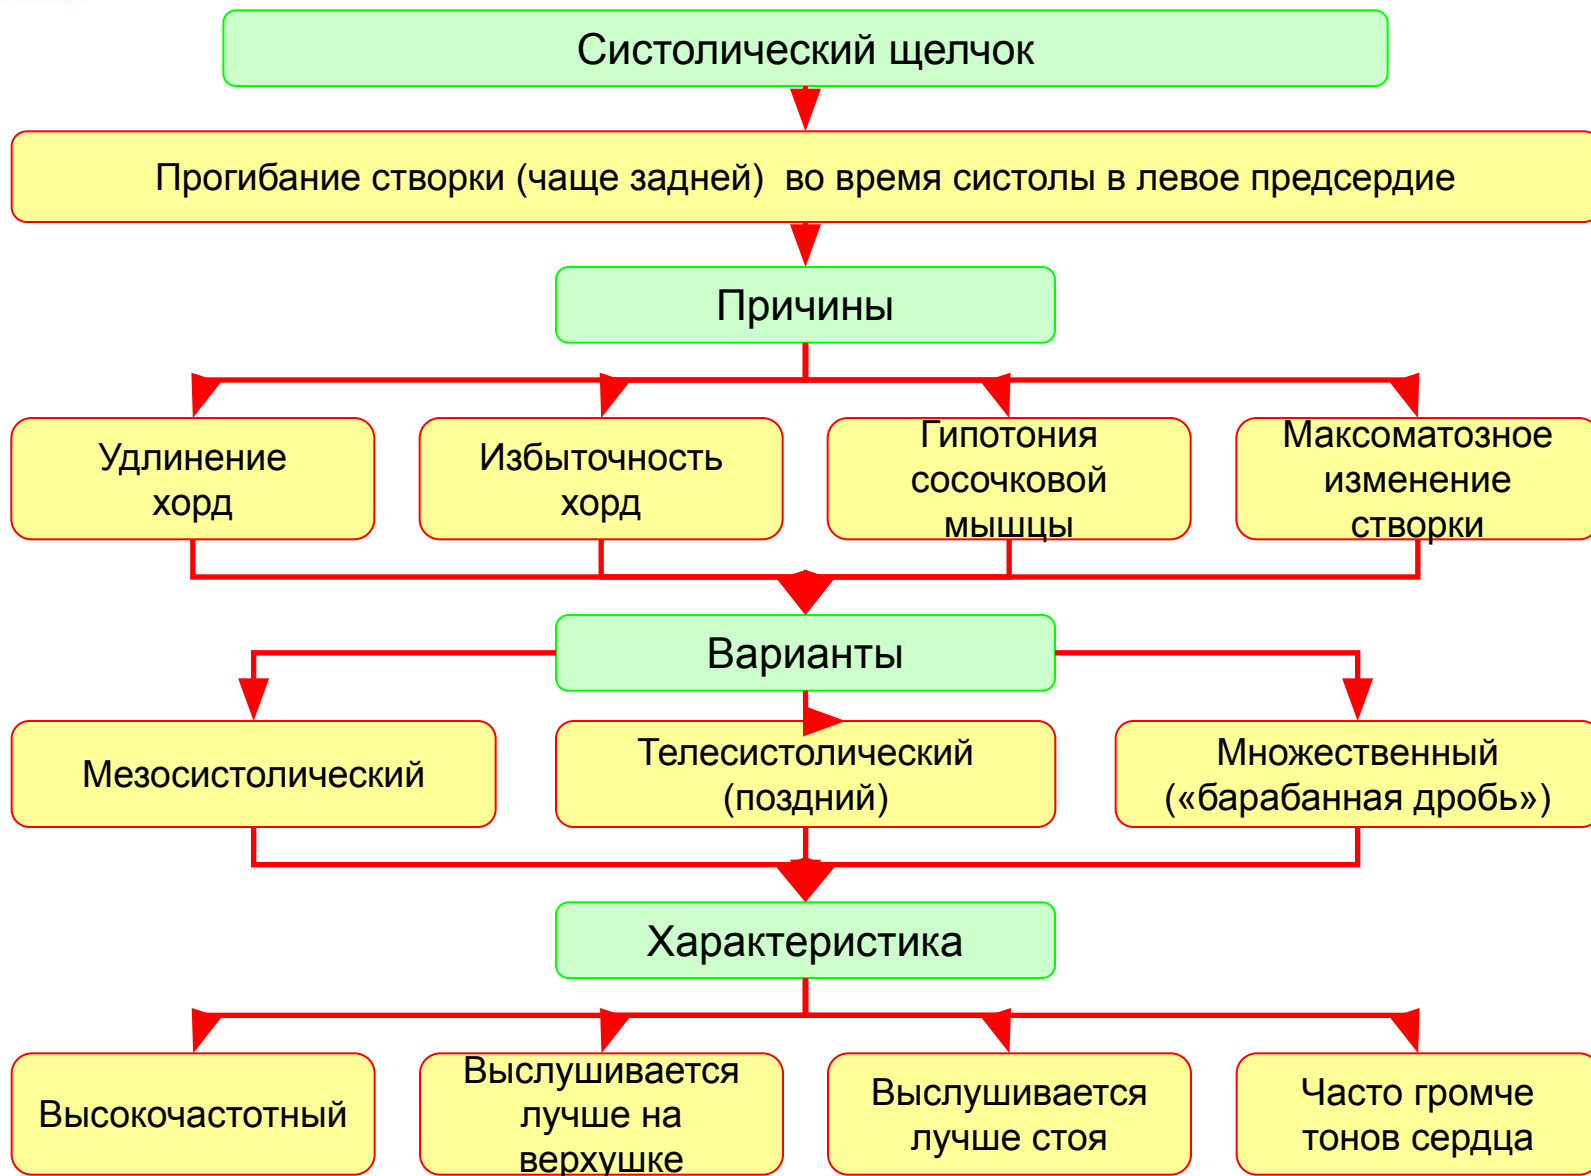 Систолический щелчок
Прогибание створки (чаще задней) во время систолы в левое предсердие
Причины
Удлинение
хорд
Избыточность
хорд
Гипотония
сосочковой
мышцы
Максоматозное
изменение
створки
Варианты
Мезосистолический
Телесистолический
(поздний)
Множественный
(«барабанная дробь»)
Характеристика
Высокочастотный
Выслушивается
лучше на
верхушке
Выслушивается
лучше стоя
Часто громче
тонов сердца